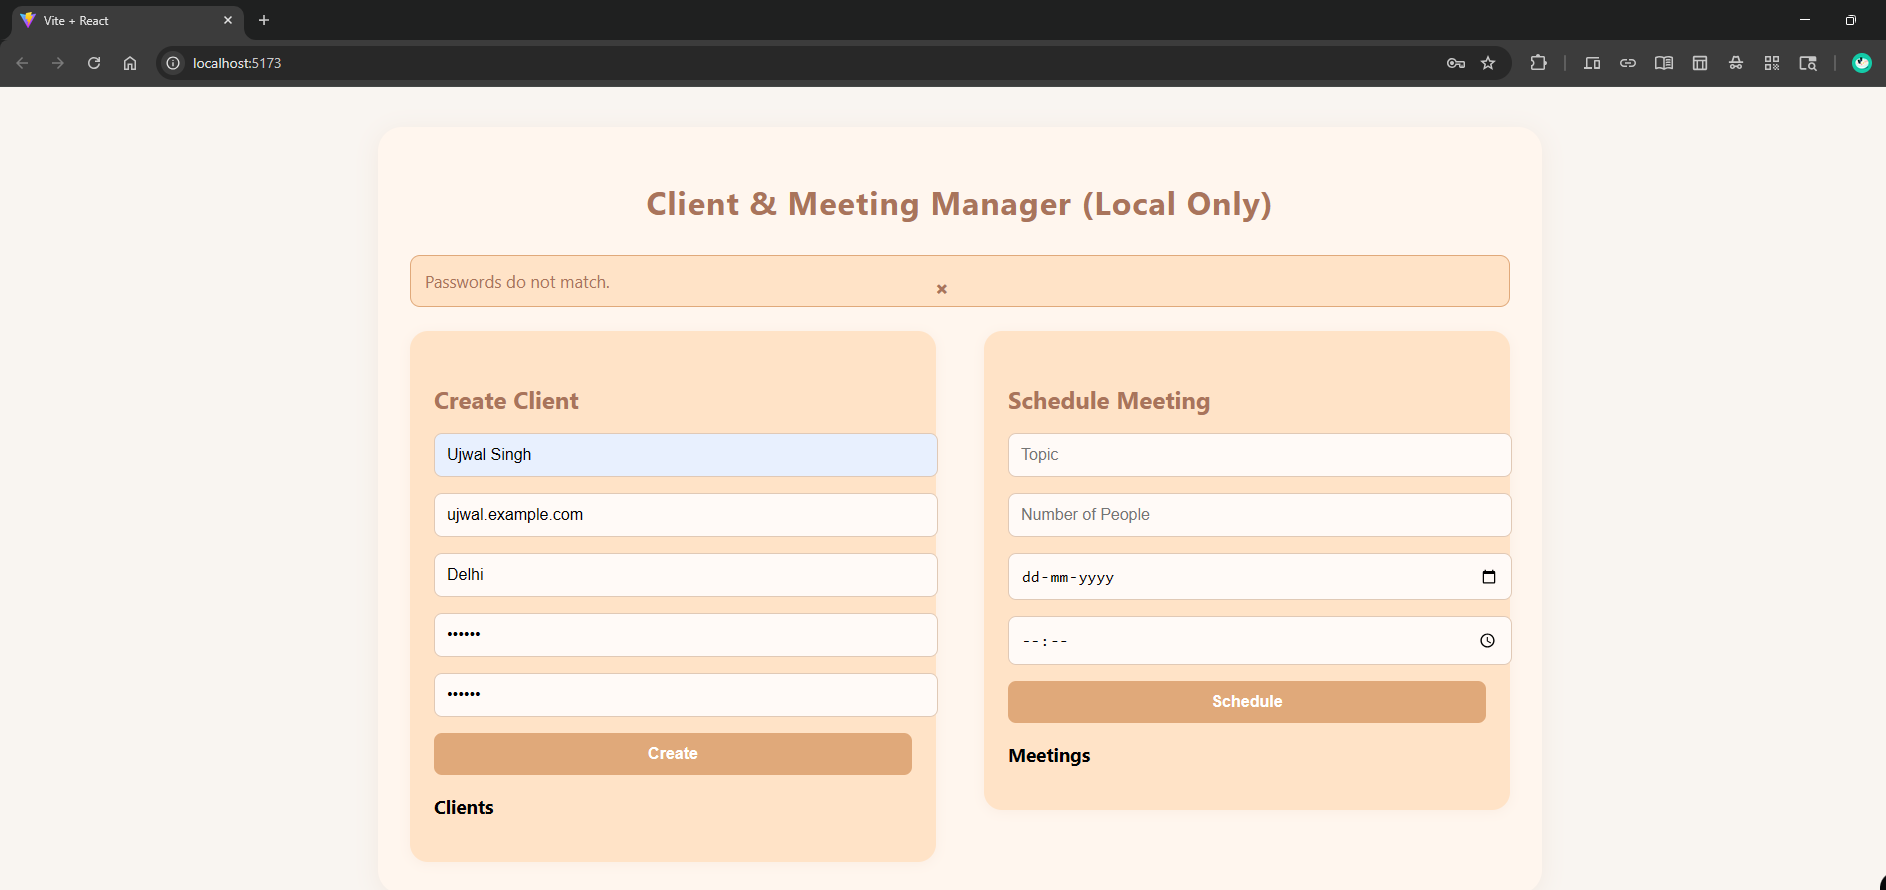 Vite + React
localhost:5173
Client & Meeting Manager (Local Only)
Passwords do not match.
Create Client
Ujwal Singh
ujwal.example.com
Delhi
••••••
••••••
Create
Clients
Schedule Meeting
Topic
Number of People
dd-mm-yyyy
--:--
Schedule
Meetings